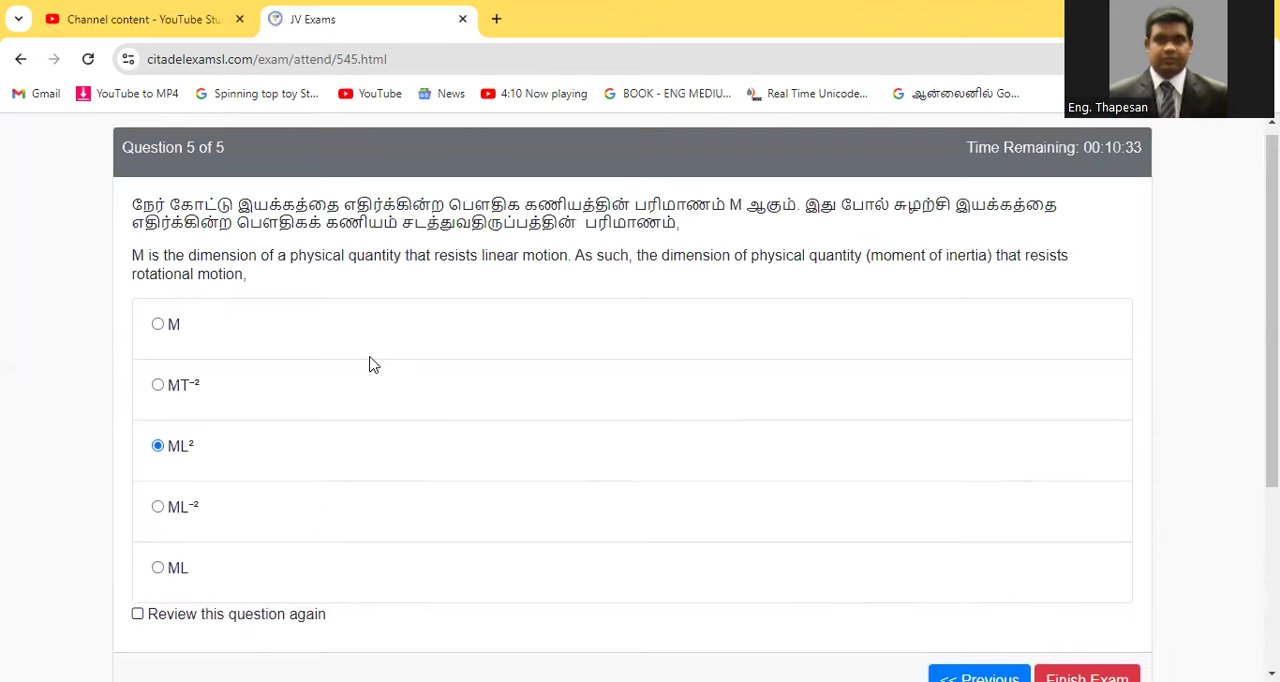 Channel content - YouTube Stu
JV Exams
citadelexamsl.com/exam/attend/545.html
Gmail
YouTube to MP4
Spinning top toy St...
YouTube
News
4:10 Now playing
BOOK - ENG MEDIU...
Real Time Unicode...
ஆன்லைனில் Go...
Eng. Thapesan
Question 5 of 5
Time Remaining: 00:10:33
நேர் கோட்டு இயக்கத்தை எதிர்க்கின்ற பௌதிக கணியத்தின் பரிமாணம் M ஆகும். இது போல் சுழற்சி இயக்கத்தை
எதிர்க்கின்ற பௌதிகக் கணியம் சடத்துவதிருப்பத்தின் பரிமாணம்,
M is the dimension of a physical quantity that resists linear motion. As such, the dimension of physical quantity (moment of inertia) that resists
rotational motion,
M
MT⁻²
ML²
ML⁻²
ML
Review this question again
<< Previous
Finish Exam